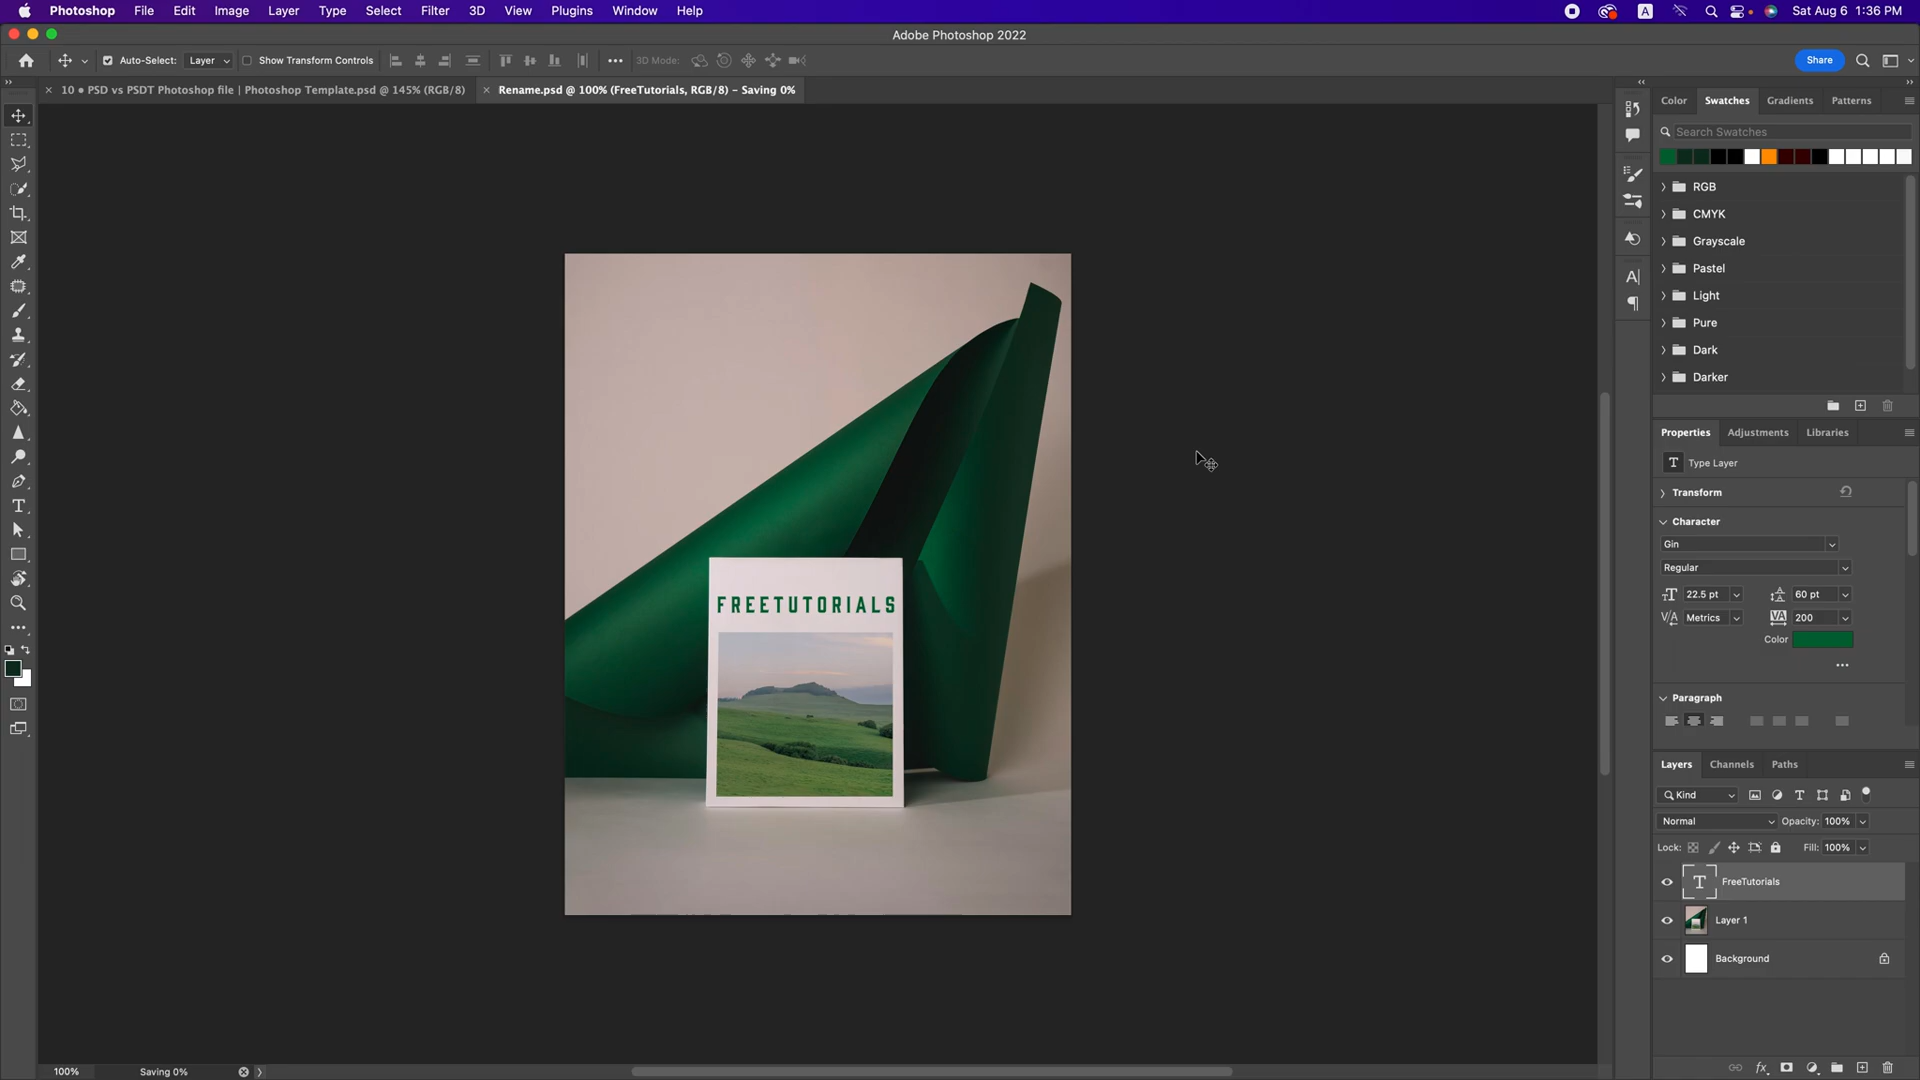 Photoshop File Edit Image Layer Type Select Filter 3D View Plugins Window Help A Sat Aug 6 1:36 PM
Adobe Photoshop 2022
Auto-Select: Layer Show Transform Controls 3D Mode: Share
10 • PSD vs PSDT Photoshop file | Photoshop Template.psd @ 145% (RGB/8) Rename.psd @ 100% (FreeTutorials, RGB/8) – Saving 0%
Color Swatches Gradients Patterns
Search Swatches
RGB
CMYK
Grayscale
Pastel
Light
Pure
Dark
Darker
Properties Adjustments Libraries
T Type Layer
Transform
Character
Gin
Regular
22.5 pt 60 pt
Metrics 200
Color
Paragraph
FREETUTORIALS
Layers Channels Paths
Kind
Normal Opacity: 100%
Lock: Fill: 100%
T FreeTutorials
Layer 1
Background
100% Saving 0%
fx